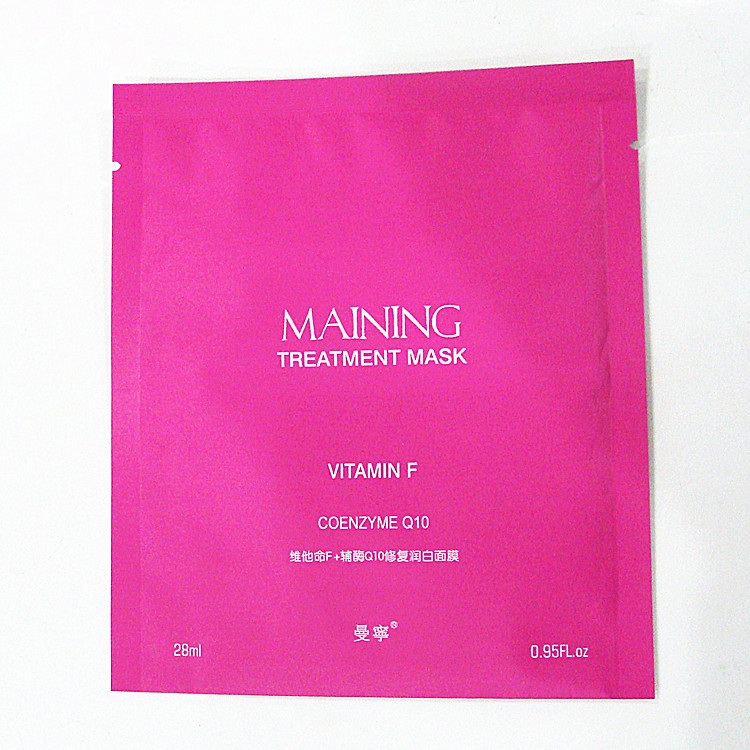 MAINING
TREATMENT MASK
VITAMIN F
COENZYME Q10
维他命F+辅酶Q10修复润白面膜
曼寧®
28ml 0.95FL.oz